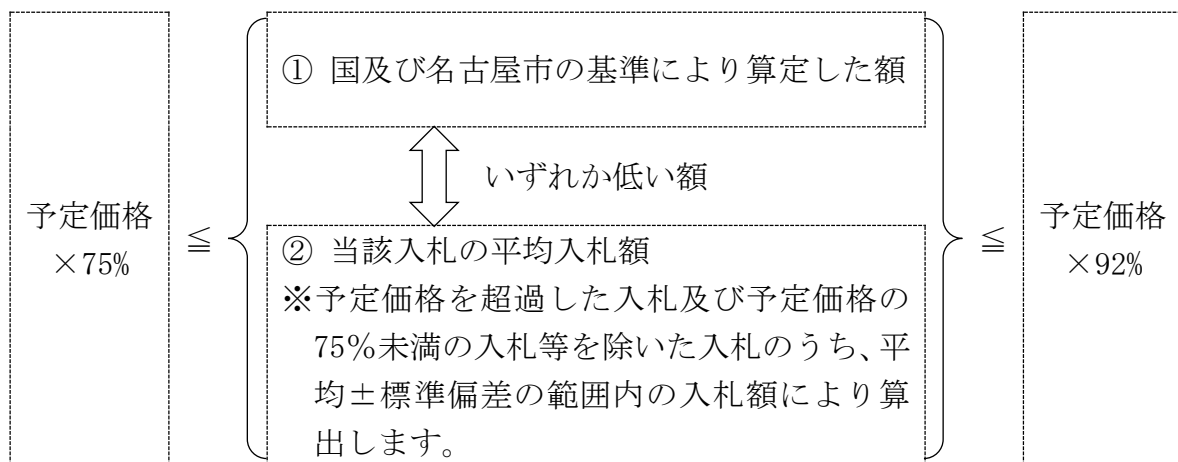 予定価格
×75%
≦
① 国及び名古屋市の基準により算定した額
いずれか低い額
② 当該入札の平均入札額
※予定価格を超過した入札及び予定価格の
75%未満の入札等を除いた入札のうち、平
均±標準偏差の範囲内の入札額により算
出します。
≦
予定価格
×92%